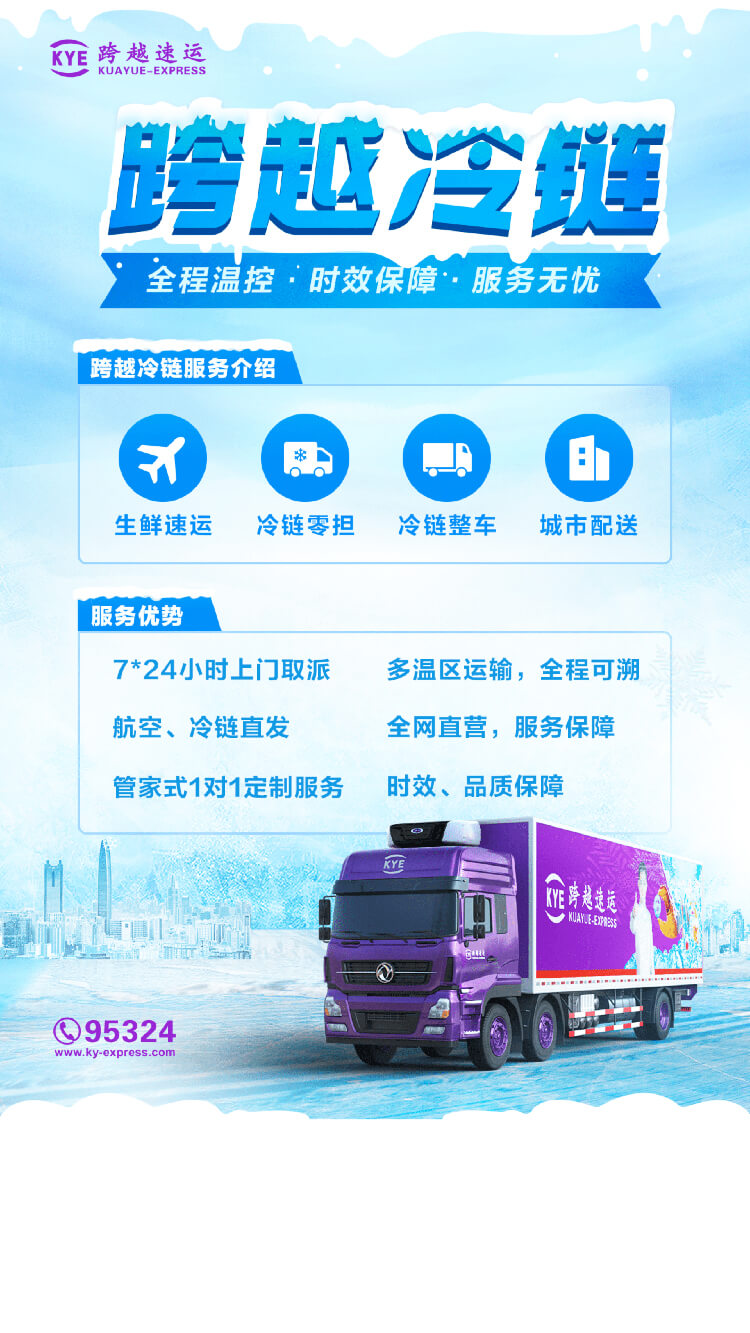 KYE 跨越速运
KUAYUE-EXPRESS
跨越冷链
全程温控·时效保障·服务无忧
跨越冷链服务介绍
生鲜速运 冷链零担 冷链整车 城市配送
服务优势
7*24小时上门取派 多温区运输，全程可溯
航空、冷链直发 全网直营，服务保障
管家式1对1定制服务 时效、品质保障
KYE
KYE 跨越速运
KUAYUE-EXPRESS
95324
www.ky-express.com